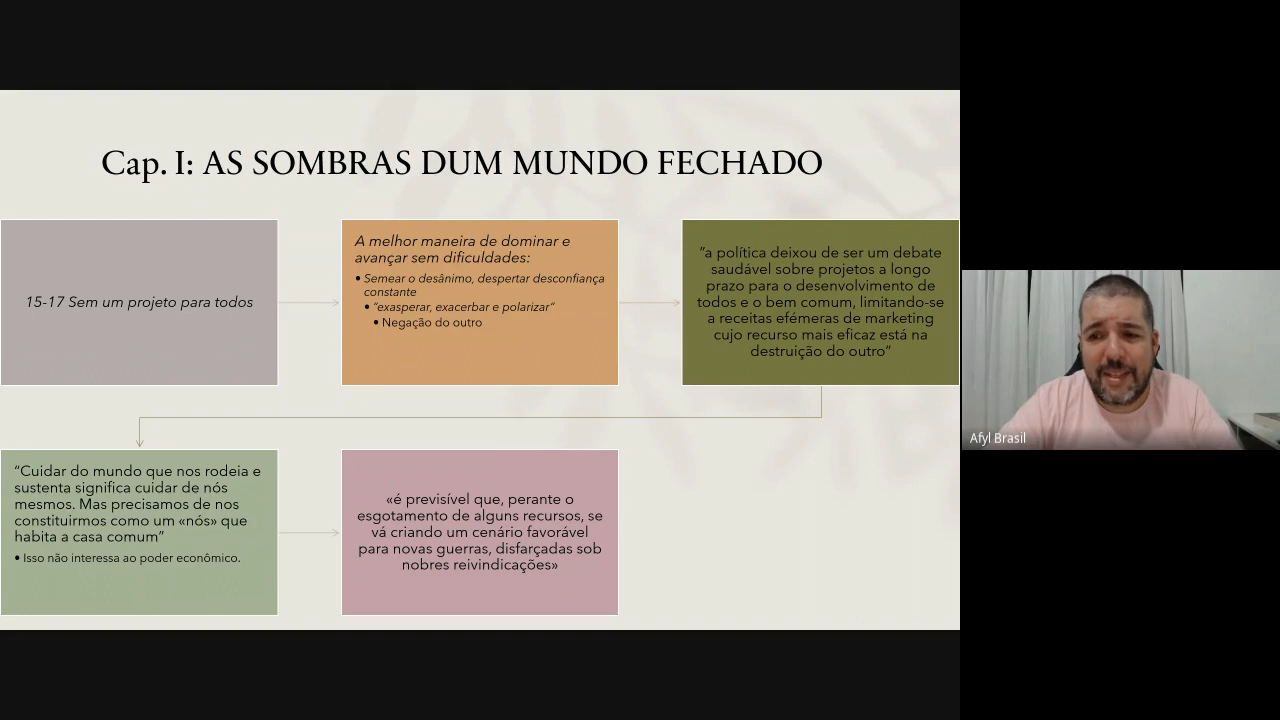 Cap. I: AS SOMBRAS DUM MUNDO FECHADO
15-17 Sem um projeto para todos
A melhor maneira de dominar e
avançar sem dificuldades:
• Semear o desânimo, despertar desconfiança
constante
• “exasperar, exacerbar e polarizar”
• Negação do outro
”a política deixou de ser um debate
saudável sobre projetos a longo
prazo para o desenvolvimento de
todos e o bem comum, limitando-se
a receitas efémeras de marketing
cujo recurso mais eficaz está na
destruição do outro”
“Cuidar do mundo que nos rodeia e
sustenta significa cuidar de nós
mesmos. Mas precisamos de nos
constituirmos como um «nós» que
habita a casa comum”
• Isso não interessa ao poder econômico.
«é previsível que, perante o
esgotamento de alguns recursos, se
vá criando um cenário favorável
para novas guerras, disfarçadas sob
nobres reivindicações»
Afyl Brasil